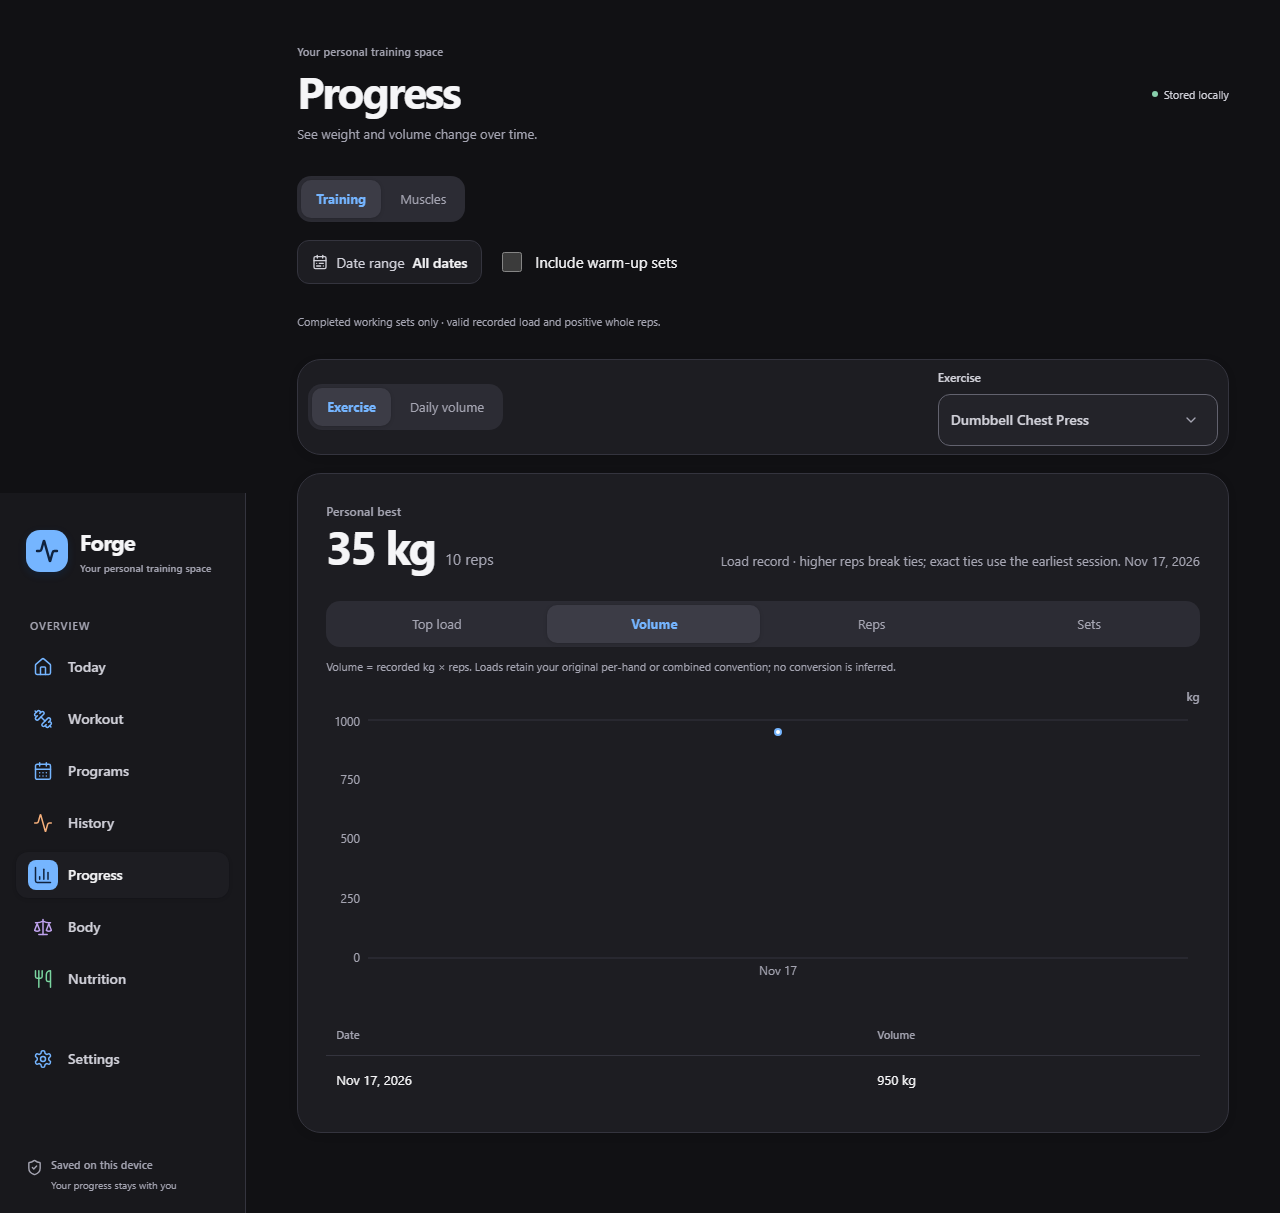 Your personal training space
Progress
Stored locally
See weight and volume change over time.
Training Muscles
Date range All dates Include warm-up sets
Completed working sets only · valid recorded load and positive whole reps.
Exercise
Exercise Daily volume
Dumbbell Chest Press
Personal best
35 kg 10 reps
Load record · higher reps break ties; exact ties use the earliest session. Nov 17, 2026
Top load Volume Reps Sets
Volume = recorded kg × reps. Loads retain your original per-hand or combined convention; no conversion is inferred.
kg
1000
750
500
250
0
Nov 17
Date Volume
Nov 17, 2026 950 kg
Forge
Your personal training space
OVERVIEW
Today
Workout
Programs
History
Progress
Body
Nutrition
Settings
Saved on this device
Your progress stays with you